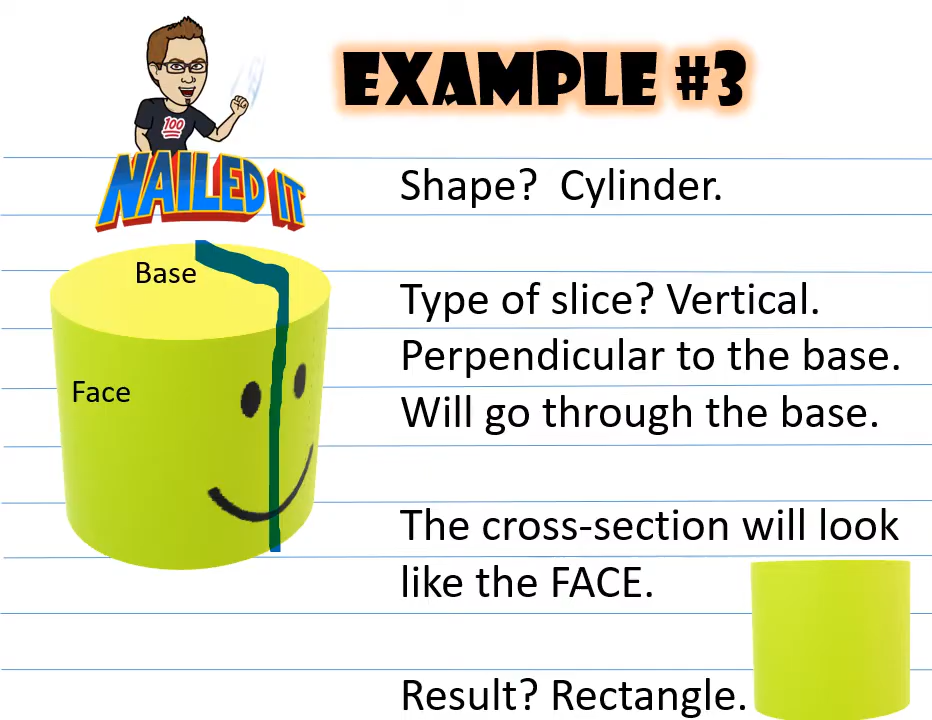 EXAMPLE #3
100
NAILED IT
Shape?  Cylinder.
Base
Face
Type of slice? Vertical.
Perpendicular to the base.
Will go through the base.
The cross-section will look
like the FACE.
Result? Rectangle.